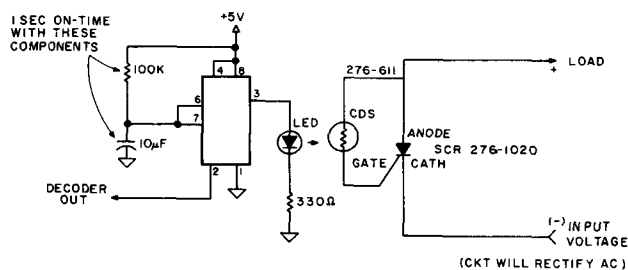 1 SEC ON-TIME
WITH THESE
COMPONENTS
+5V
100K
4
8
6
7
3
10µF
2
1
DECODER
OUT
LED
330Ω
276-611
CDS
GATE
ANODE
SCR 276-1020
CATH
LOAD
+
(-) INPUT
VOLTAGE
(CKT WILL RECTIFY AC)